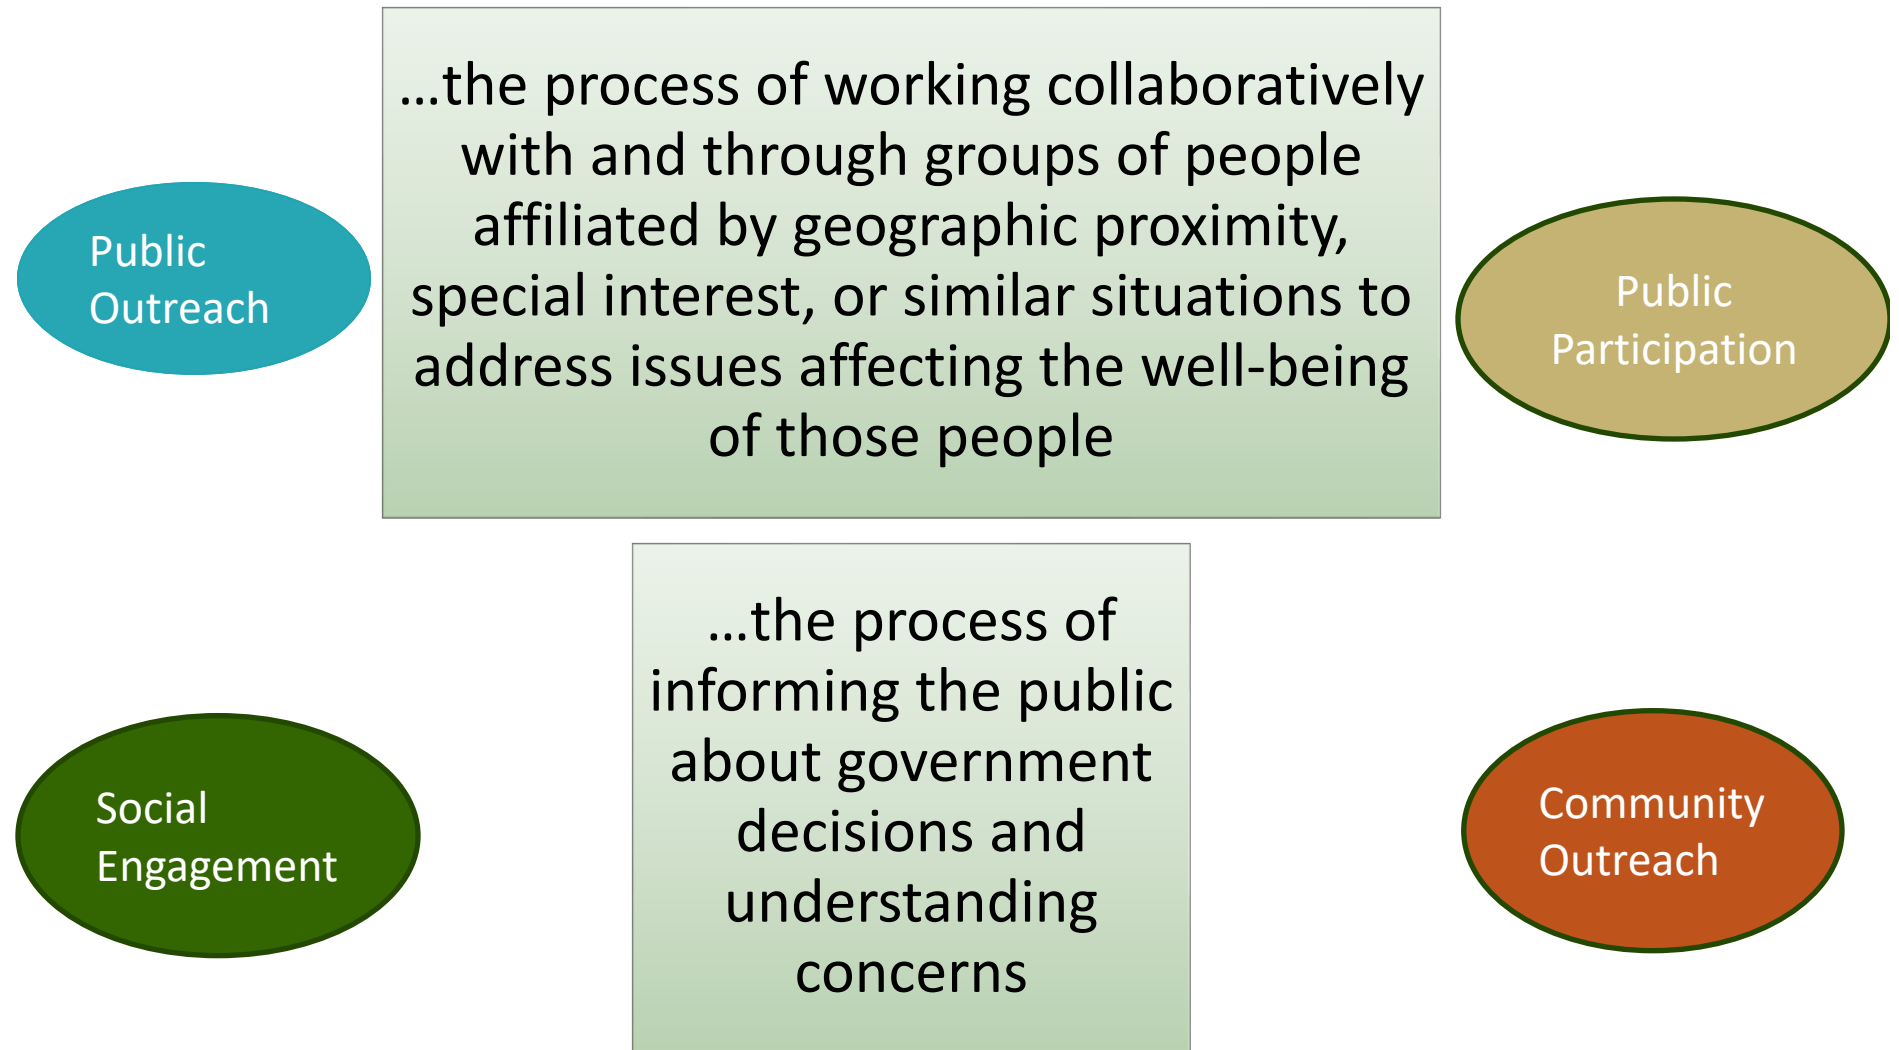 …the process of working collaboratively
with and through groups of people
affiliated by geographic proximity,
special interest, or similar situations to
address issues affecting the well-being
of those people
Public
Outreach
Public
Participation
…the process of
informing the public
about government
decisions and
understanding
concerns
Social
Engagement
Community
Outreach